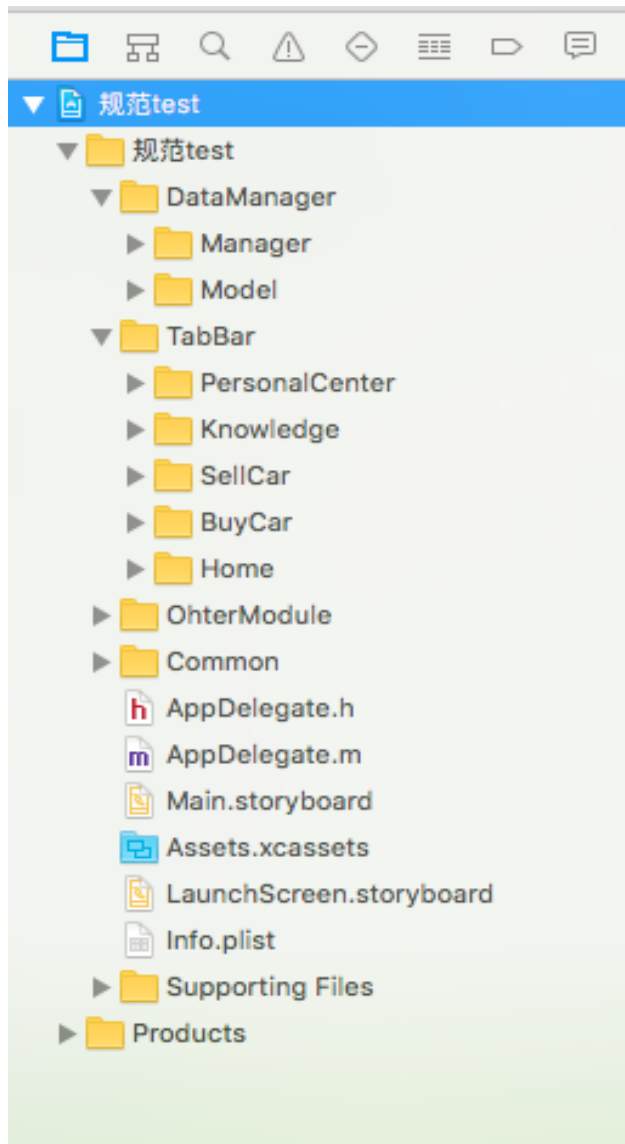 规范test
规范test
DataManager
Manager
Model
TabBar
PersonalCenter
Knowledge
SellCar
BuyCar
Home
OhterModule
Common
h AppDelegate.h
m AppDelegate.m
Main.storyboard
Assets.xcassets
LaunchScreen.storyboard
Info.plist
Supporting Files
Products